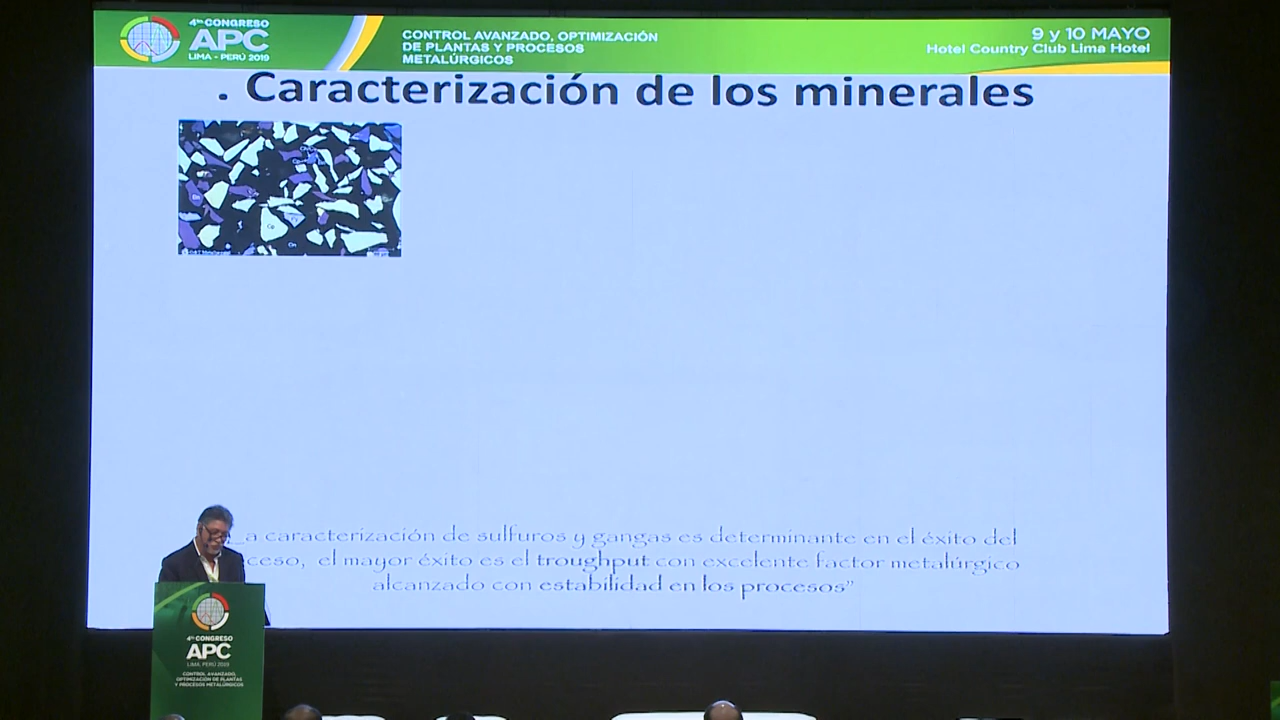 4to CONGRESO
APC
LIMA - PERÚ 2019
CONTROL AVANZADO, OPTIMIZACIÓN
DE PLANTAS Y PROCESOS
METALÚRGICOS
9 y 10 MAYO
Hotel Country Club Lima Hotel
. Caracterización de los minerales
Cp
a caracterización de sulfuros y gangas es determinante en el éxito del
ceso, el mayor éxito es el troughput con excelente factor metalúrgico
alcanzado con estabilidad en los procesos”
4to CONGRESO
APC
LIMA, PERÚ 2019
CONTROL AVANZADO,
OPTIMIZACIÓN DE PLANTAS
Y PROCESOS METALÚRGICOS